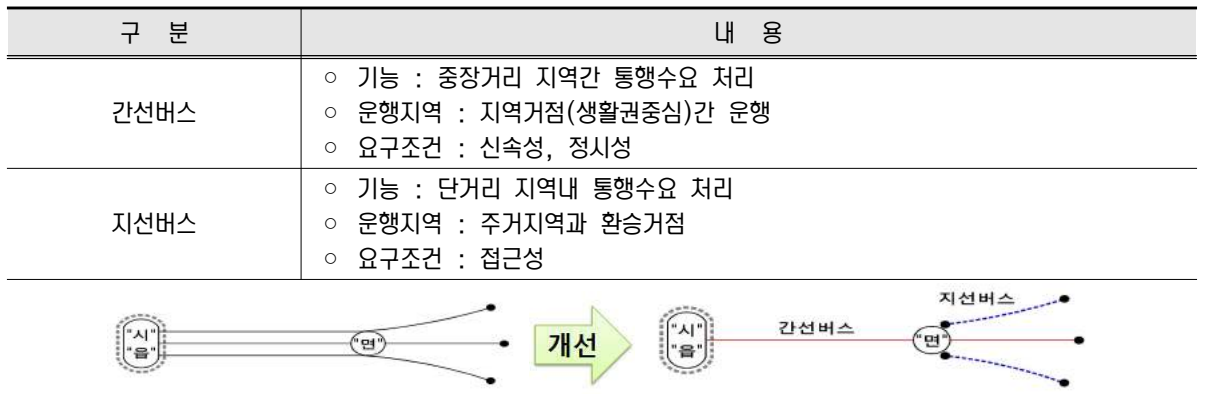 구 분 내 용
간선버스
○ 기능 : 중장거리 지역간 통행수요 처리
○ 운행지역 : 지역거점(생활권중심)간 운행
○ 요구조건 : 신속성, 정시성
지선버스
○ 기능 : 단거리 지역내 통행수요 처리
○ 운행지역 : 주거지역과 환승거점
○ 요구조건 : 접근성
"시"
"읍"
"면"
개선
"시"
"읍"
간선버스
"면"
지선버스